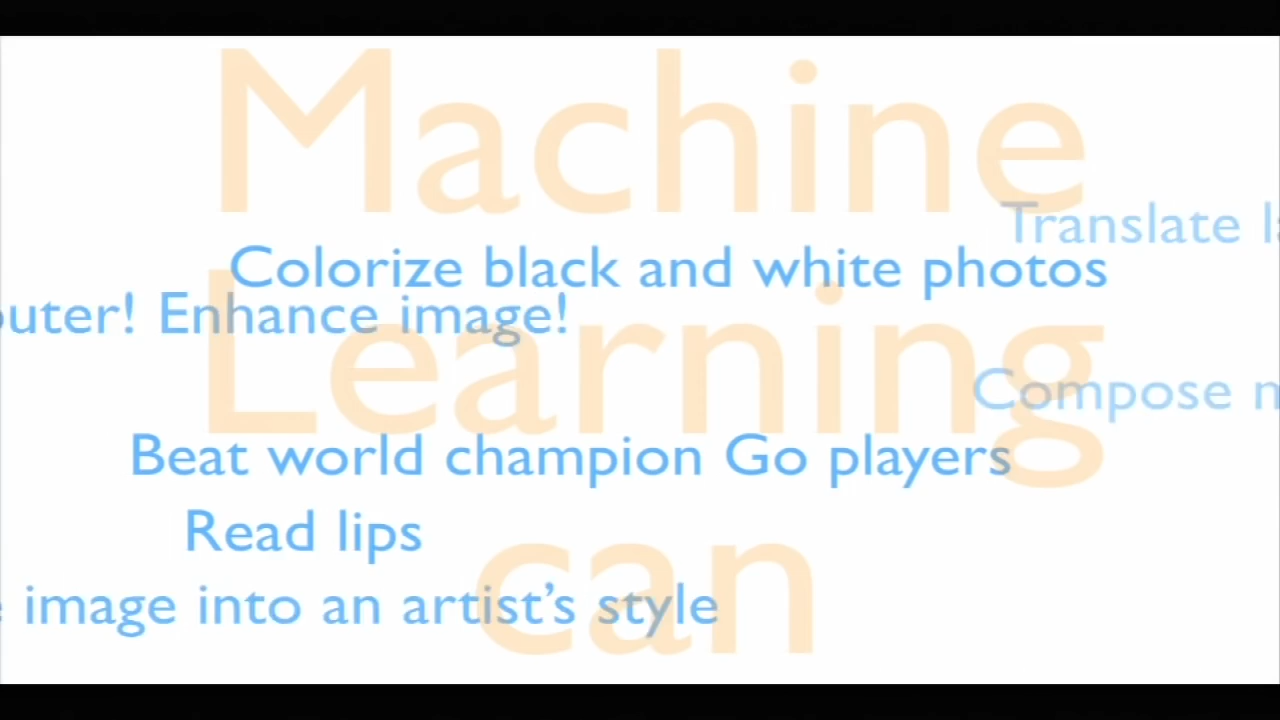 Machine
Translate
Colorize black and white photos
Enhance image!
Learning
Compose
Beat world champion Go players
Read lips
can
image into an artist's style